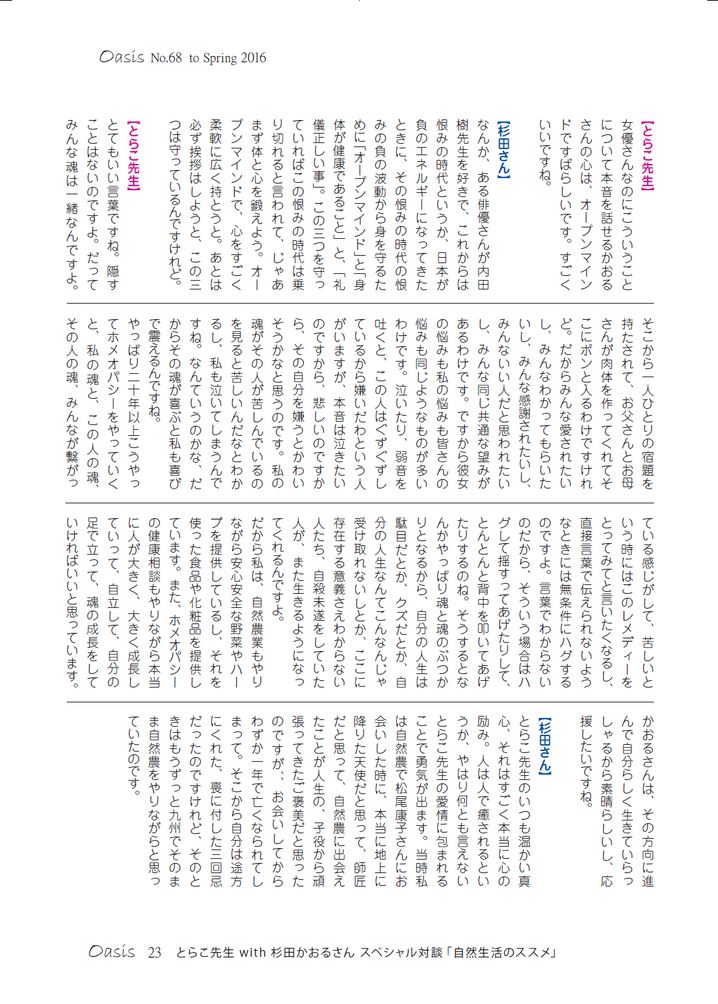 Oasis No.68 to Spring 2016
【とらこ先生】
女優さんなのにこういうこと
について本音を話せるかおる
さんの心は、オープンマイン
ドですばらしいです。すごく
いいですね。
【杉田さん】
なんか、ある俳優さんが内田
樹先生を好きで、これからは
恨みの時代というか、日本が
負のエネルギーになってきた
ときに、その恨みの時代の恨
みの負の波動から身を守るた
めに「オープンマインド」と「身
体が健康であること」と、「礼
儀正しい事」。この三つを守っ
ていればこの恨みの時代は乗
り切れると言われて、じゃあ
まず体と心を鍛えよう。オー
プンマインドで、心をすごく
柔軟に広く持とうと。あとは
必ず挨拶はしようと、この三
つは守っているんですけれど。
【とらこ先生】
とてもいい言葉ですね。隠す
ことはないのですよ。だって
みんな魂は一緒なんですよ。
そこから一人ひとりの宿題を
持たされて、お父さんとお母
さんが肉体を作ってくれてそ
こにポンと入るわけですけれ
ど。だからみんな愛されたい
し、みんなわかってもらいた
いし、みんな感謝されたいし、
みんないい人だと思われたい
し、みんな同じ共通な望みが
あるわけです。ですから彼女
の悩みも私の悩みも皆さんの
悩みも同じようなものが多い
わけです。泣いたり、弱音を
吐くと、この人はぐずぐずし
ているから嫌いだわという人
がいますが、本音は泣きたい
のですから、悲しいのですか
ら、その自分を嫌うとかわい
そうかなと思うのです。私の
魂がその人が苦しんでいるの
を見ると苦しいんだなとわか
るし、私も泣いてしまうんで
すね。なんていうのかな、だ
からその魂が喜ぶと私も喜び
で震えるんですね。
やっぱり二十年以上こうやっ
てホメオパシーをやっていく
と、私の魂と、この人の魂、
その人の魂、みんなが繋がっ
ている感じがして、苦しいと
いう時にはこのレメディーを
とってみてと言いたくなるし、
直接言葉で伝えられないよう
なときには無条件にハグする
のですよ。言葉でわからない
のだから、そういう場合はハ
グして揺すってあげたりして、
とんとんと背中を叩いてあげ
たりするのね。そうするとな
んかやっぱり魂と魂のぶつか
りとなるから、自分の人生は
駄目だとか、クズだとか、自
分の人生なんてこんなんじゃ
受け取れないしとか、ここに
存在する意義さえわからない
人たち、自殺未遂をしていた
人が、また生きるようになっ
てくれるんですよ。
だから私は、自然農業もやり
ながら安心安全な野菜やハー
プを提供しているし、それを
使った食品や化粧品を提供し
ています。また、ホメオパシー
の健康相談もやりながら本当
に人が大きく、大きく成長し
ていって、自立して、自分の
足で立って、魂の成長をして
いければいいと思っています。
かおるさんは、その方向に進
んで自分らしく生きていらっ
しゃるから素晴らしいし、応
援したいですね。
【杉田さん】
とらこ先生のいつも温かい真
心、それはすごく本当に心の
励み。人は人で癒されるとい
うか、やはり何とも言えない
とらこ先生の愛情に包まれる
ことで勇気が出ます。当時私
は自然農で松尾康子さんにお
会いした時に、本当に地上に
降りた天使だと思って、師匠
だと思って、自然農に出会え
たことが人生の、子役から頑
張ってきたご褒美だと思った
のですが、、お会いしてから
わずか一年で亡くなられてし
まって。そこから自分は途方
にくれた、喪に付した三回忌
だったのですけれど、そのと
きはもうずっと九州でそのま
ま自然農をやりながらと思っ
ていたのです。
Oasis 23 とらこ先生 with 杉田かおるさん スペシャル対談「自然生活のススメ」